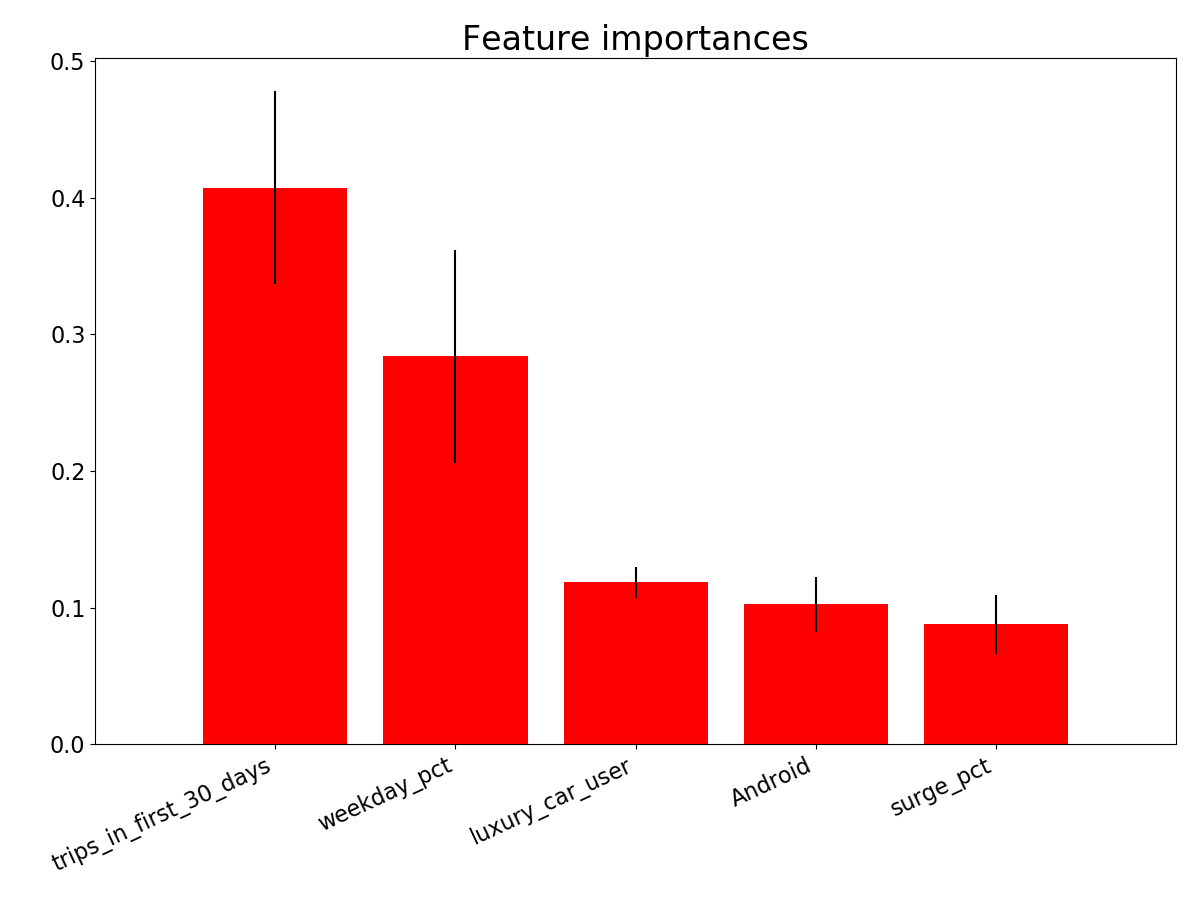 Feature importances
0.5
0.4
0.3
0.2
0.1
0.0
trips_in_first_30_days
weekday_pct
luxury_car_user
Android
surge_pct